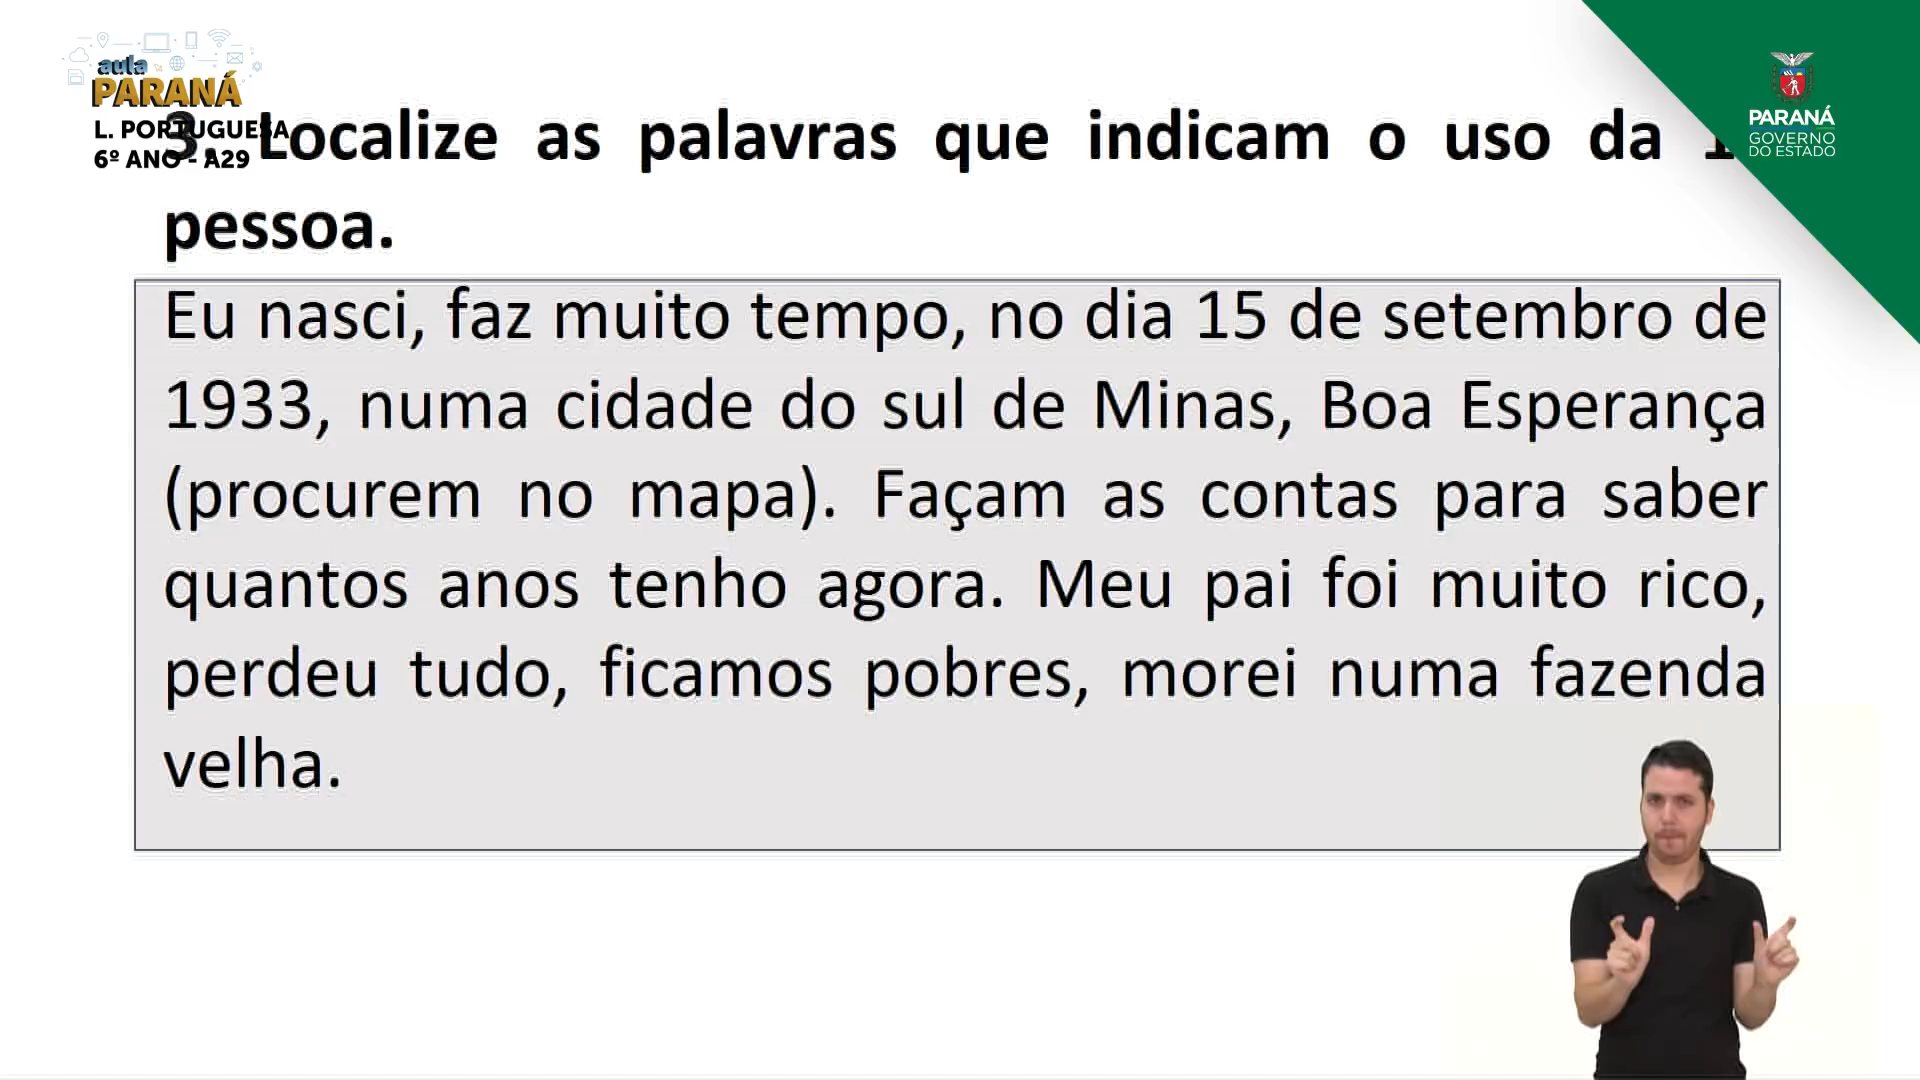 aula
PARANÁ
L. PORTUGUESA
6º ANO - A29
PARANÁ
GOVERNO
DO ESTADO
3. Localize as palavras que indicam o uso da
pessoa.
Eu nasci, faz muito tempo, no dia 15 de setembro de
1933, numa cidade do sul de Minas, Boa Esperança
(procurem no mapa). Façam as contas para saber
quantos anos tenho agora. Meu pai foi muito rico,
perdeu tudo, ficamos pobres, morei numa fazenda
velha.